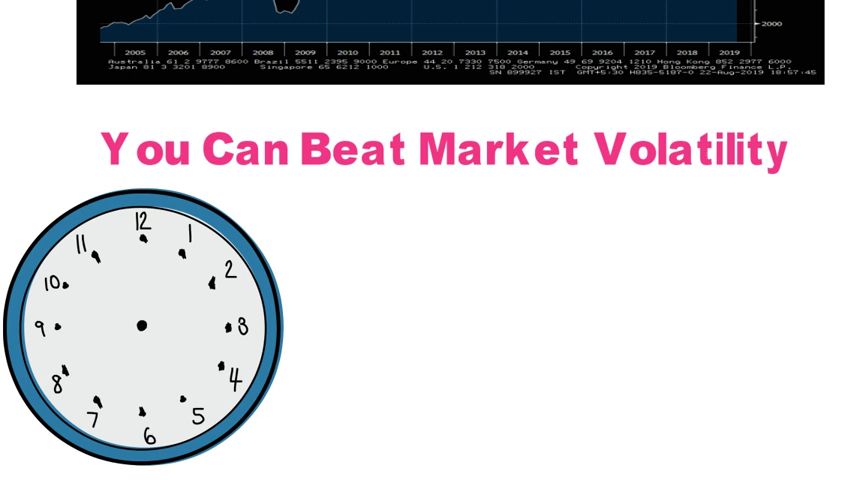 2000
2005 2006 2007 2008 2009 2010 2011 2012 2013 2014 2015 2016 2017 2018 2019
Australia 61 2 9777 8600 Brazil 5511 2395 9000 Europe 44 20 7330 7500 Germany 49 69 9204 1210 Hong Kong 852 2977 6000
Japan 81 3 3201 8900 Singapore 65 6212 1000 U.S. 1 212 318 2000 Copyright 2019 Bloomberg Finance L.P.
SN 899927 IST GMT+5:30 H835-5187-0 22-Aug-2019 18:57:45
You Can Beat Market Volatility
12
11 1
10 2
9 3
8 4
7 5
6